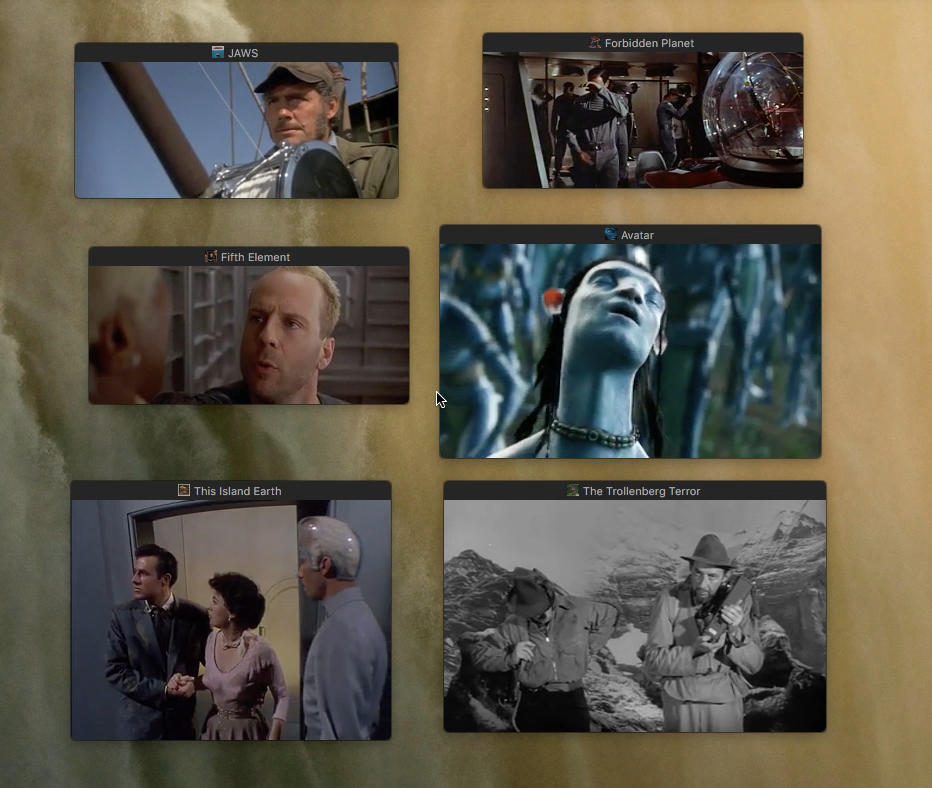 JAWS
Forbidden Planet
Fifth Element
Avatar
This Island Earth
The Trollenberg Terror